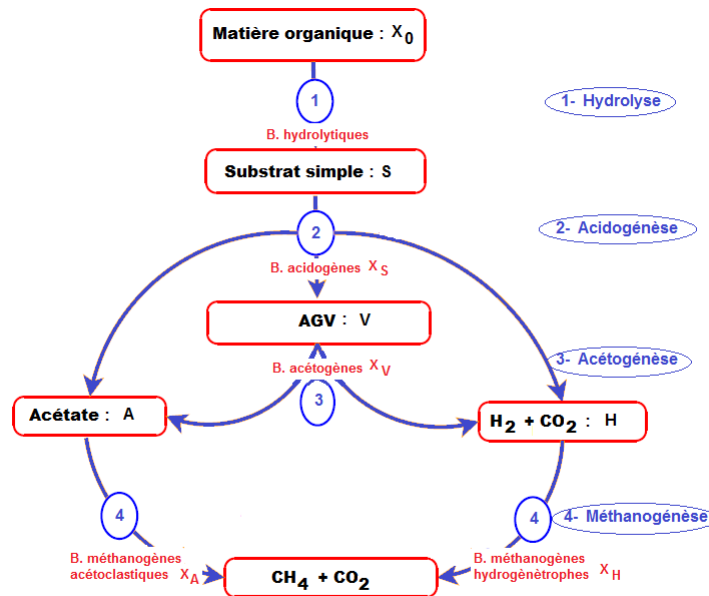 Matière organique : X0
1
1- Hydrolyse
B. hydrolytiques
Substrat simple : S
2
2- Acidogénèse
B. acidogènes XS
AGV : V
3- Acétogénèse
B. acétogènes XV
3
Acétate : A
H2 + CO2 : H
4
4
4- Méthanogénèse
B. méthanogènes
acétoclastiques XA
B. méthanogènes
hydrogènètrophes XH
CH4 + CO2